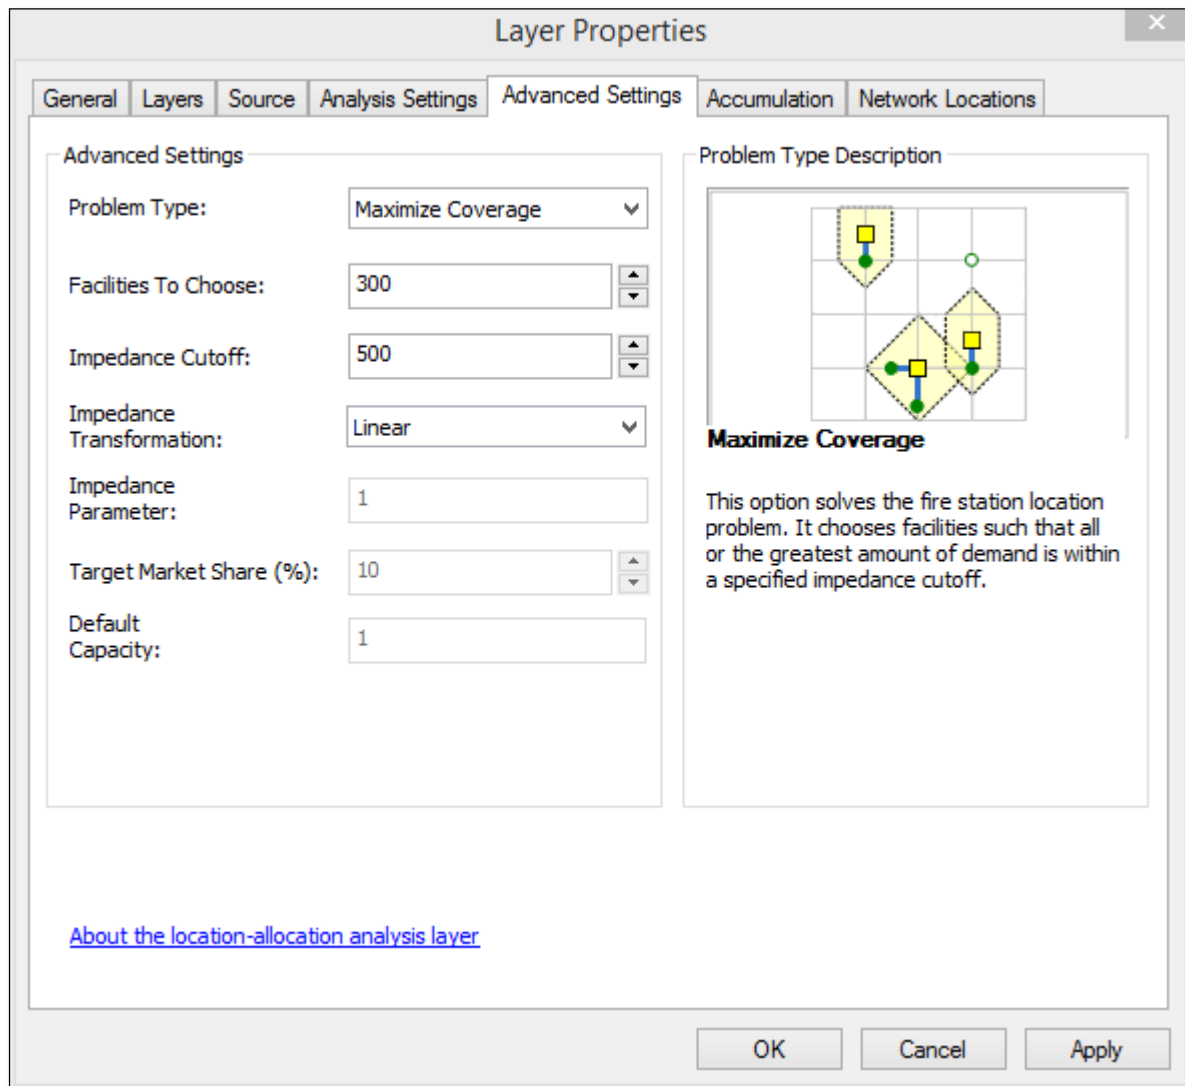 Layer Properties
General
Layers
Source
Analysis Settings
Advanced Settings
Accumulation
Network Locations
Advanced Settings
Problem Type:
Maximize Coverage
Facilities To Choose:
300
Impedance Cutoff:
500
Impedance
Transformation:
Linear
Impedance
Parameter:
1
Target Market Share (%):
10
Default
Capacity:
1
Problem Type Description
Maximize Coverage
This option solves the fire station location
problem. It chooses facilities such that all
or the greatest amount of demand is within
a specified impedance cutoff.
About the location-allocation analysis layer
OK
Cancel
Apply